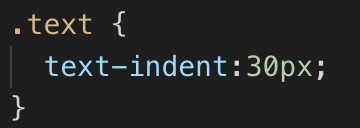 .text {
  text-indent:30px;
}